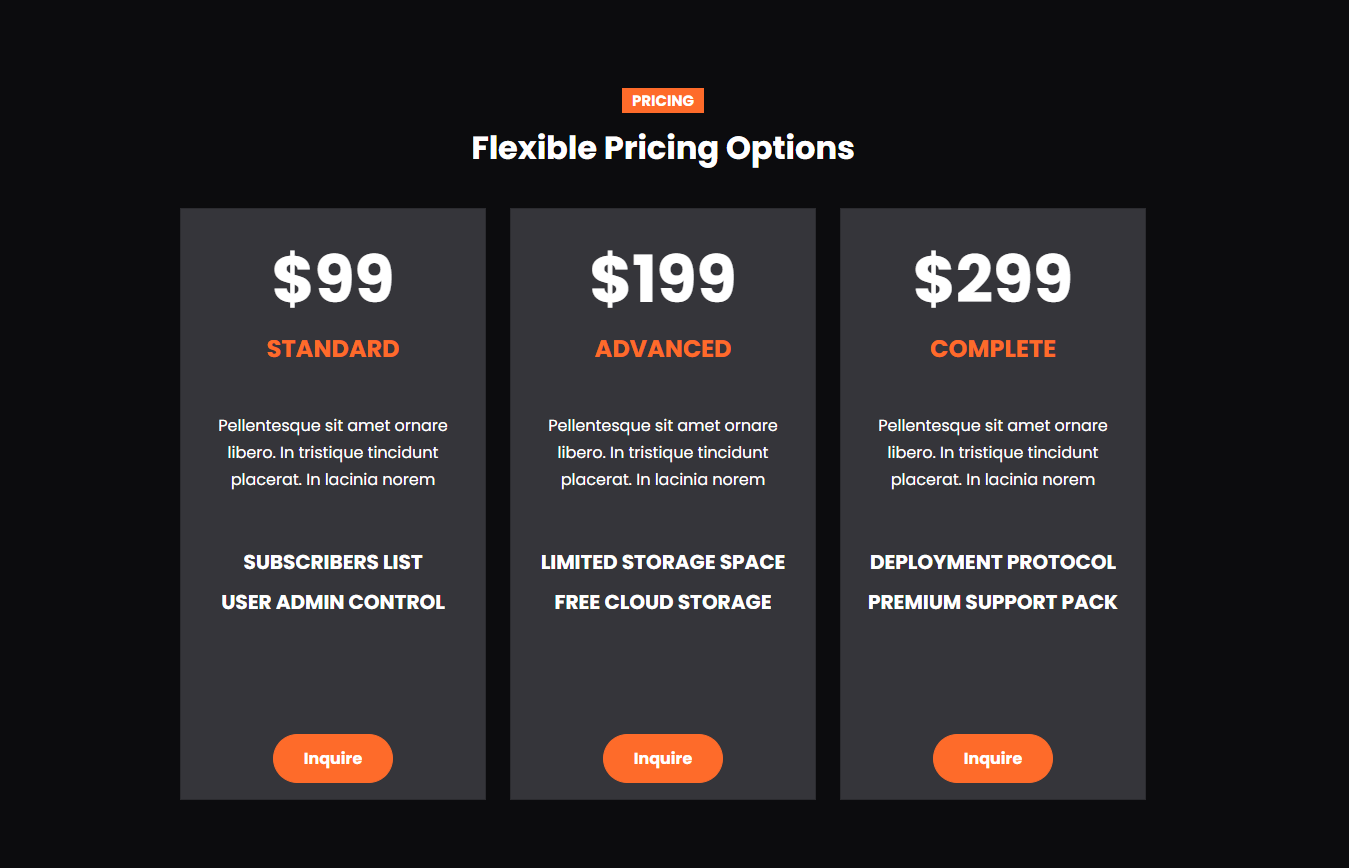 PRICING
Flexible Pricing Options
$99
STANDARD
Pellentesque sit amet ornare
libero. In tristique tincidunt
placerat. In lacinia norem
SUBSCRIBERS LIST
USER ADMIN CONTROL
Inquire
$199
ADVANCED
Pellentesque sit amet ornare
libero. In tristique tincidunt
placerat. In lacinia norem
LIMITED STORAGE SPACE
FREE CLOUD STORAGE
Inquire
$299
COMPLETE
Pellentesque sit amet ornare
libero. In tristique tincidunt
placerat. In lacinia norem
DEPLOYMENT PROTOCOL
PREMIUM SUPPORT PACK
Inquire